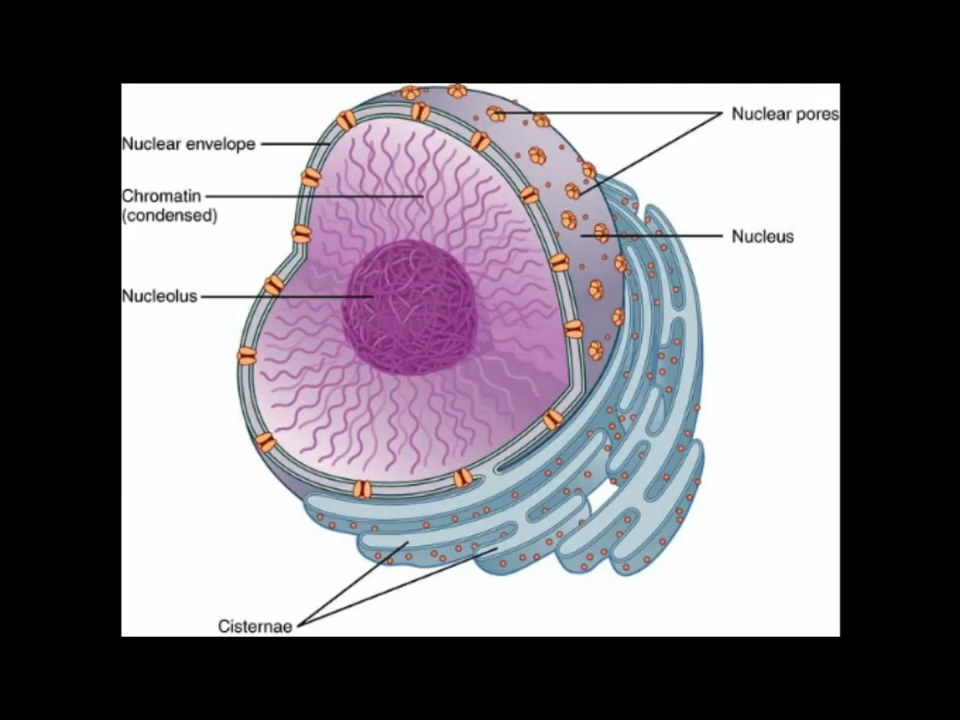 Nuclear pores
Nuclear envelope
Chromatin
(condensed)
Nucleus
Nucleolus
Cisternae